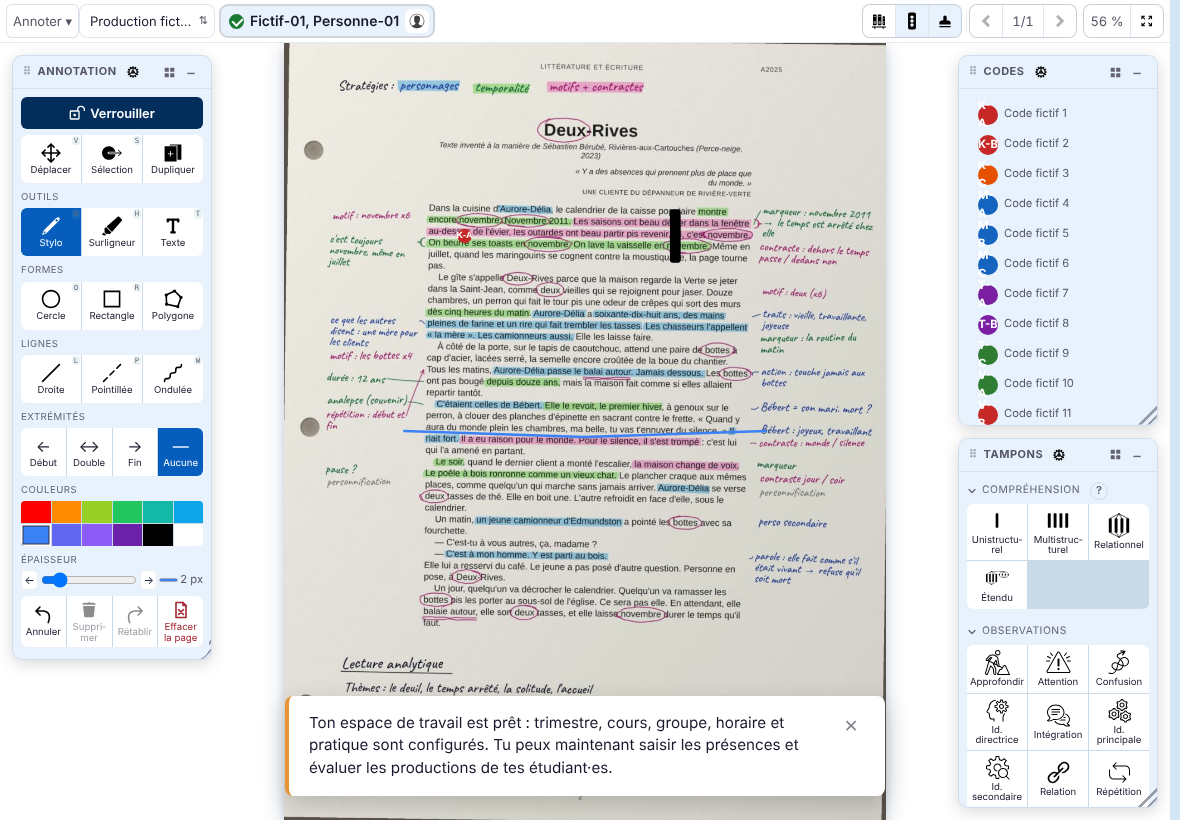 Annoter ▾
Production fict...
Fictif-01, Personne-01
1/1
56 %
ANNOTATION
Verrouiller
V
S
Déplacer
Sélection
Dupliquer
OUTILS
H
T
Stylo
Surligneur
Texte
FORMES
O
R
Cercle
Rectangle
Polygone
LIGNES
L
P
W
Droite
Pointillée
Ondulée
EXTRÉMITÉS
Début
Double
Fin
Aucune
COULEURS
ÉPAISSEUR
2 px
Annuler
Suppri-
mer
Rétablir
Effacer
la page
LITTÉRATURE ET ÉCRITURE
A2025
Stratégies : personnages temporalité motifs + contrastes
Deux-Rives
Texte inventé à la manière de Sébastien Bérubé, Rivières-aux-Cartouches (Perce-neige,
2023)
« Y a des absences qui prennent plus de place que
du monde. »
UNE CLIENTE DU DÉPANNEUR DE RIVIÈRE-VERTE
Dans la cuisine d'Aurore-Délia, le calendrier de la caisse populaire montre
encore novembre. Novembre 2011. Les saisons ont beau défiler dans la fenêtre
au-dessus de l'évier, les outardes ont beau partir pis revenir, c'est novembre.
On beurre ses toasts en novembre. On lave la vaisselle en novembre. Même en
juillet, quand les maringouins se cognent contre la moustiquaire, la page tourne
pas.
Le gîte s'appelle Deux-Rives parce que la maison regarde la Verte se jeter
dans la Saint-Jean, comme deux vieilles qui se rejoignent pour jaser. Douze
chambres, un perron qui fait le tour pis une odeur de crêpes qui sort des murs
dès cinq heures du matin. Aurore-Délia a soixante-dix-huit ans, des mains
pleines de farine et un rire qui fait trembler les tasses. Les chasseurs l'appellent
« la mère ». Les camionneurs aussi. Elle les laisse faire.
À côté de la porte, sur le tapis de caoutchouc, attend une paire de bottes à
cap d'acier, lacées serré, la semelle encore croûtée de la boue du chantier.
Tous les matins, Aurore-Délia passe le balai autour. Jamais dessous. Les bottes
ont pas bougé depuis douze ans, mais la maison fait comme si elles allaient
repartir tantôt.
C'étaient celles de Bébert. Elle le revoit, le premier hiver, à genoux sur le
perron, à clouer des planches d'épinette en sacrant contre le frette. « Quand y
aura du monde plein les chambres, ma belle, tu vas t'ennuyer du silence. » Il
riait fort. Il a eu raison pour le monde. Pour le silence, il s'est trompé : c'est lui
qui l'a amené en partant.
Le soir, quand le dernier client a monté l'escalier, la maison change de voix.
Le poêle à bois ronronne comme un vieux chat. Le plancher craque aux mêmes
places, comme quelqu'un qui marche sans jamais arriver. Aurore-Délia se verse
deux tasses de thé. Elle en boit une. L'autre refroidit en face d'elle, sous le
calendrier.
Un matin, un jeune camionneur d'Edmundston a pointé les bottes avec sa
fourchette.
— C'est-tu à vous autres, ça, madame ?
— C'est à mon homme. Y est parti au bois.
Elle lui a resservi du café. Le jeune a pas posé d'autre question. Personne en
pose, à Deux-Rives.
Un jour, quelqu'un va décrocher le calendrier. Quelqu'un va ramasser les
bottes pis les porter au sous-sol de l'église. Ce sera pas elle. En attendant, elle
balaie autour, elle sort deux tasses, et elle laisse novembre durer le temps qu'il
faut.
motif : novembre x6
c'est toujours
novembre, même en
juillet
ce que les autres
disent : une mère pour
les clients
motif : les bottes x4
durée : 12 ans
analepse (souvenir)
répétition : début et
fin
pause ?
personnification
marqueur : novembre 2011
→ le temps est arrêté chez
elle
contraste : dehors le temps
passe / dedans non
motif : deux (x6)
traits : vieille, travaillante,
joyeuse
marqueur : la routine du
matin
action : touche jamais aux
bottes
Bébert = son mari. mort ?
Bébert : joyeux, travaillant
contraste : monde / silence
marqueur
contraste jour / soir
personnification
perso secondaire
parole : elle fait comme s'il
était vivant → refuse qu'il
soit mort
Lecture analytique
Thèmes : le deuil, le temps arrêté, la solitude, l'accueil
Ton espace de travail est prêt : trimestre, cours, groupe, horaire et
pratique sont configurés. Tu peux maintenant saisir les présences et
évaluer les productions de tes étudiant·es.
CODES
Code fictif 1
K-B
Code fictif 2
Code fictif 3
Code fictif 4
Code fictif 5
Code fictif 6
Code fictif 7
T-B
Code fictif 8
Code fictif 9
Code fictif 10
Code fictif 11
TAMPONS
COMPRÉHENSION
?
Unistructu-
rel
Multistruc-
turel
Relationnel
Étendu
OBSERVATIONS
Approfondir
Attention
Confusion
Id.
directrice
Intégration
Id.
principale
Id.
secondaire
Relation
Répétition